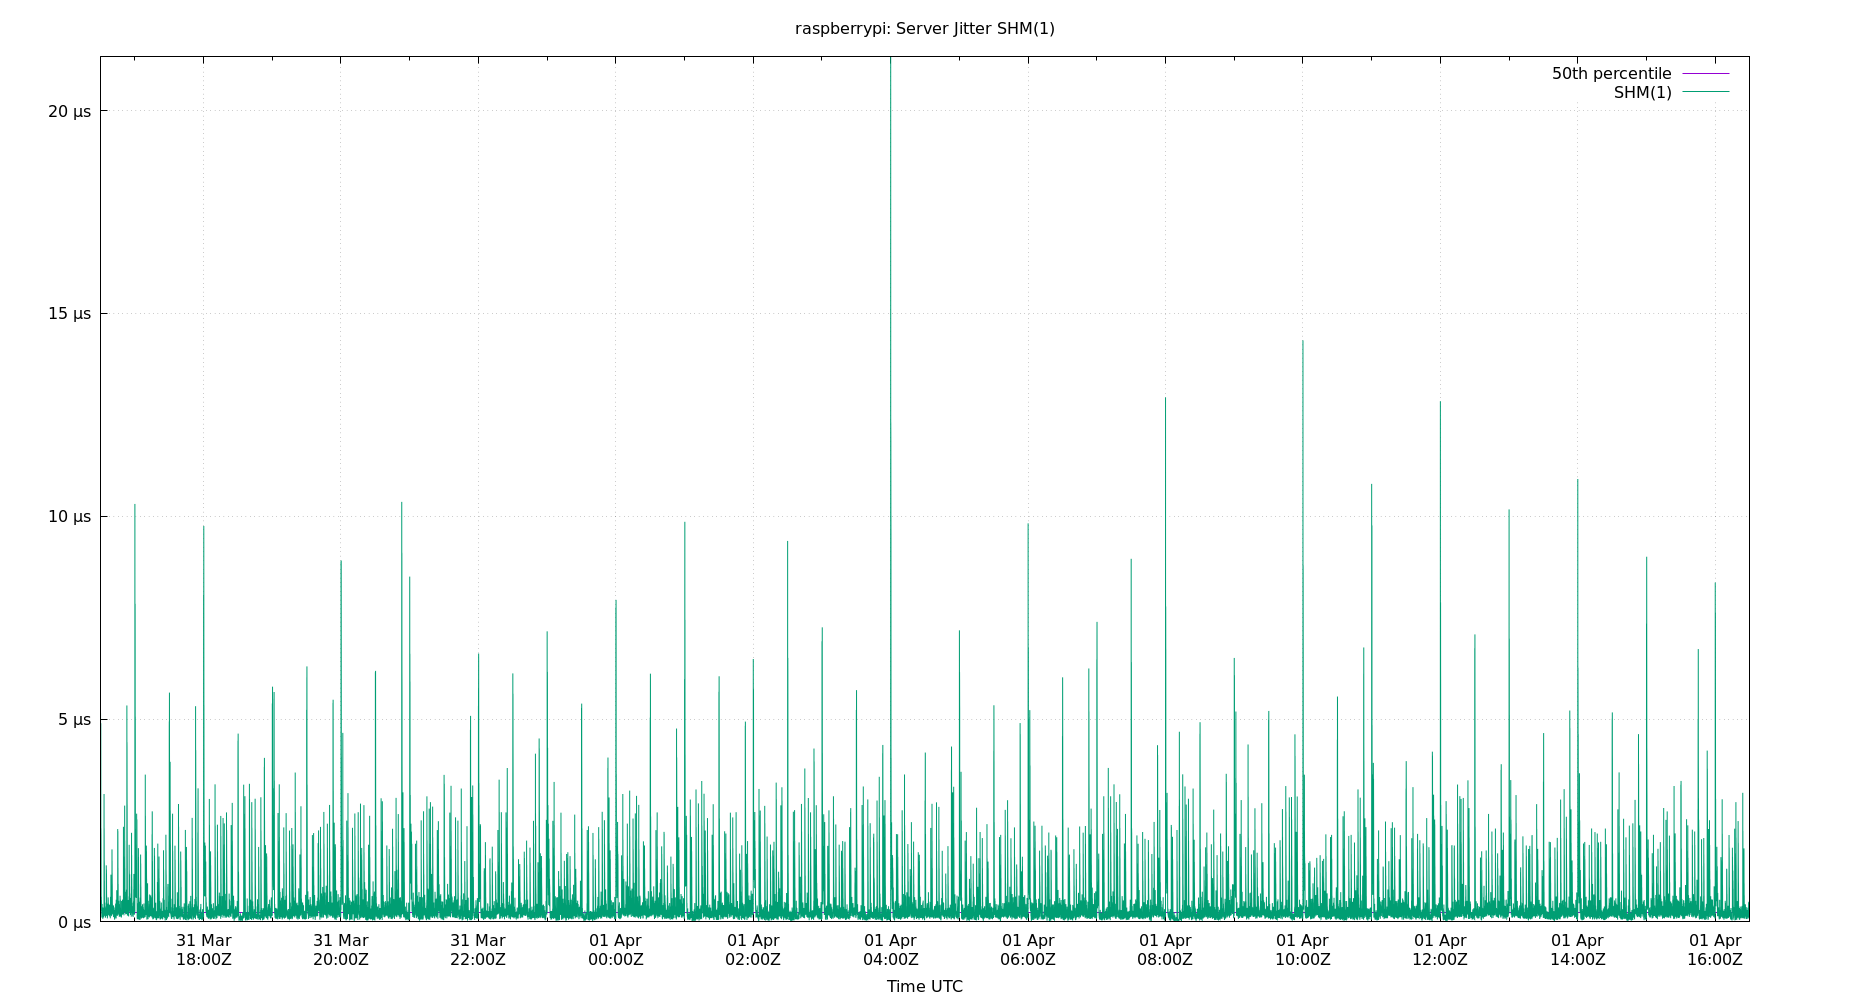 raspberrypi: Server Jitter SHM(1)
50th percentile
SHM(1)
20 µs
15 µs
10 µs
5 µs
0 µs
31 Mar 31 Mar 31 Mar 01 Apr 01 Apr 01 Apr 01 Apr 01 Apr 01 Apr 01 Apr 01 Apr 01 Apr
18:00Z 20:00Z 22:00Z 00:00Z 02:00Z 04:00Z 06:00Z 08:00Z 10:00Z 12:00Z 14:00Z 16:00Z
Time UTC